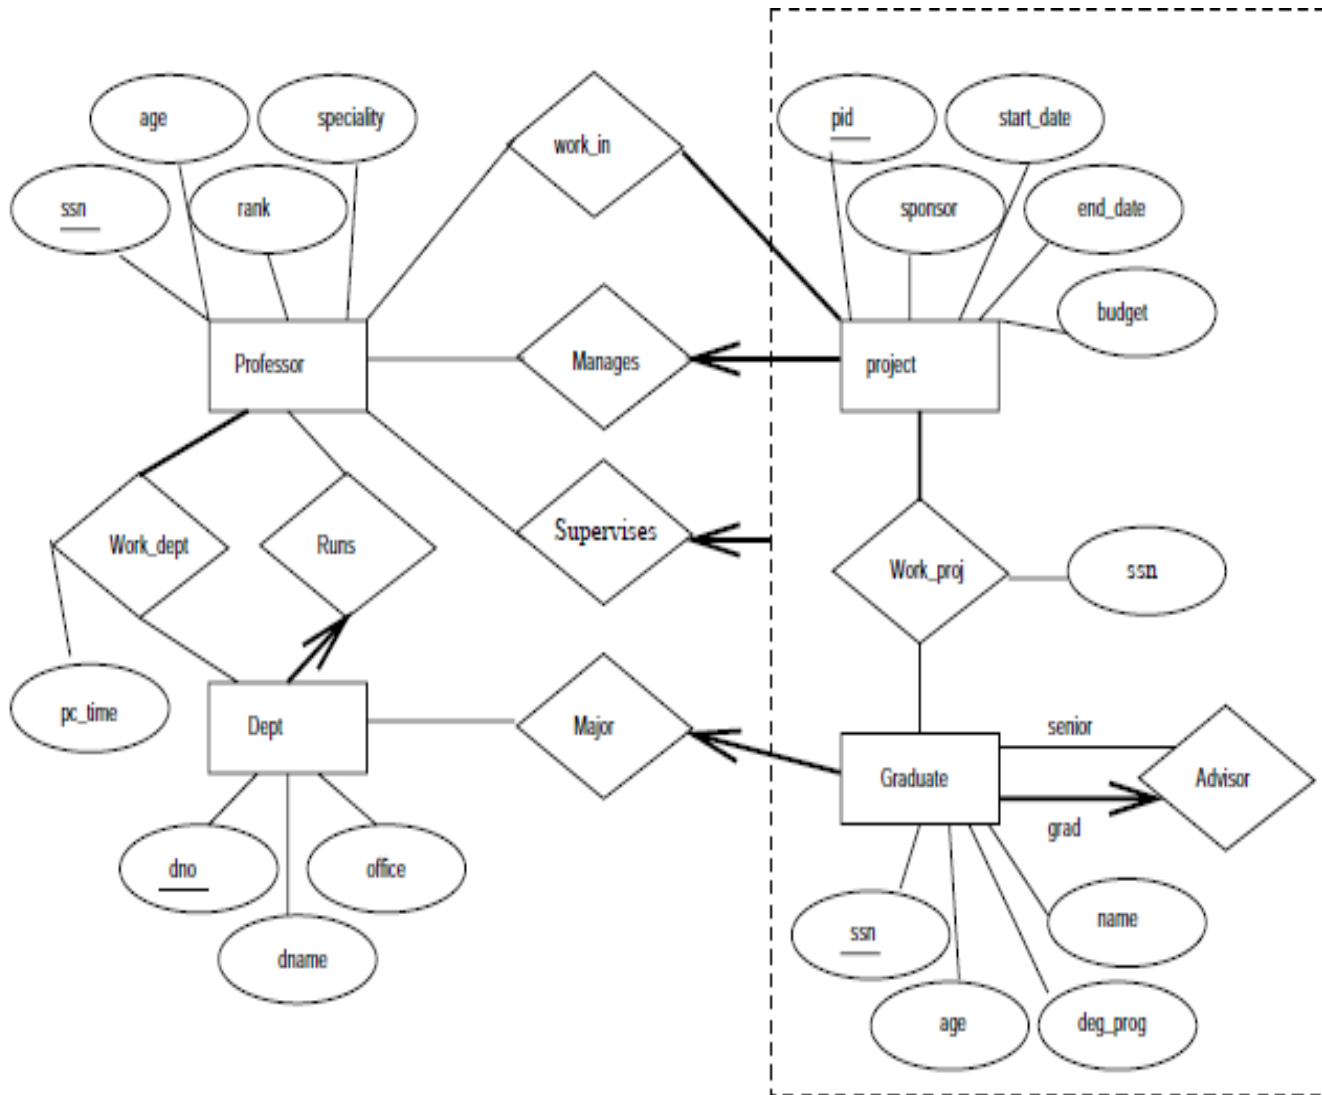 age
speciality
ssn
rank
work_in
pid
start_date
sponsor
end_date
budget
Professor
Manages
project
Work_dept
Runs
Supervises
Work_proj
ssn
pc_time
Dept
Major
senior
Graduate
Advisor
grad
dno
office
dname
ssn
name
age
deg_prog